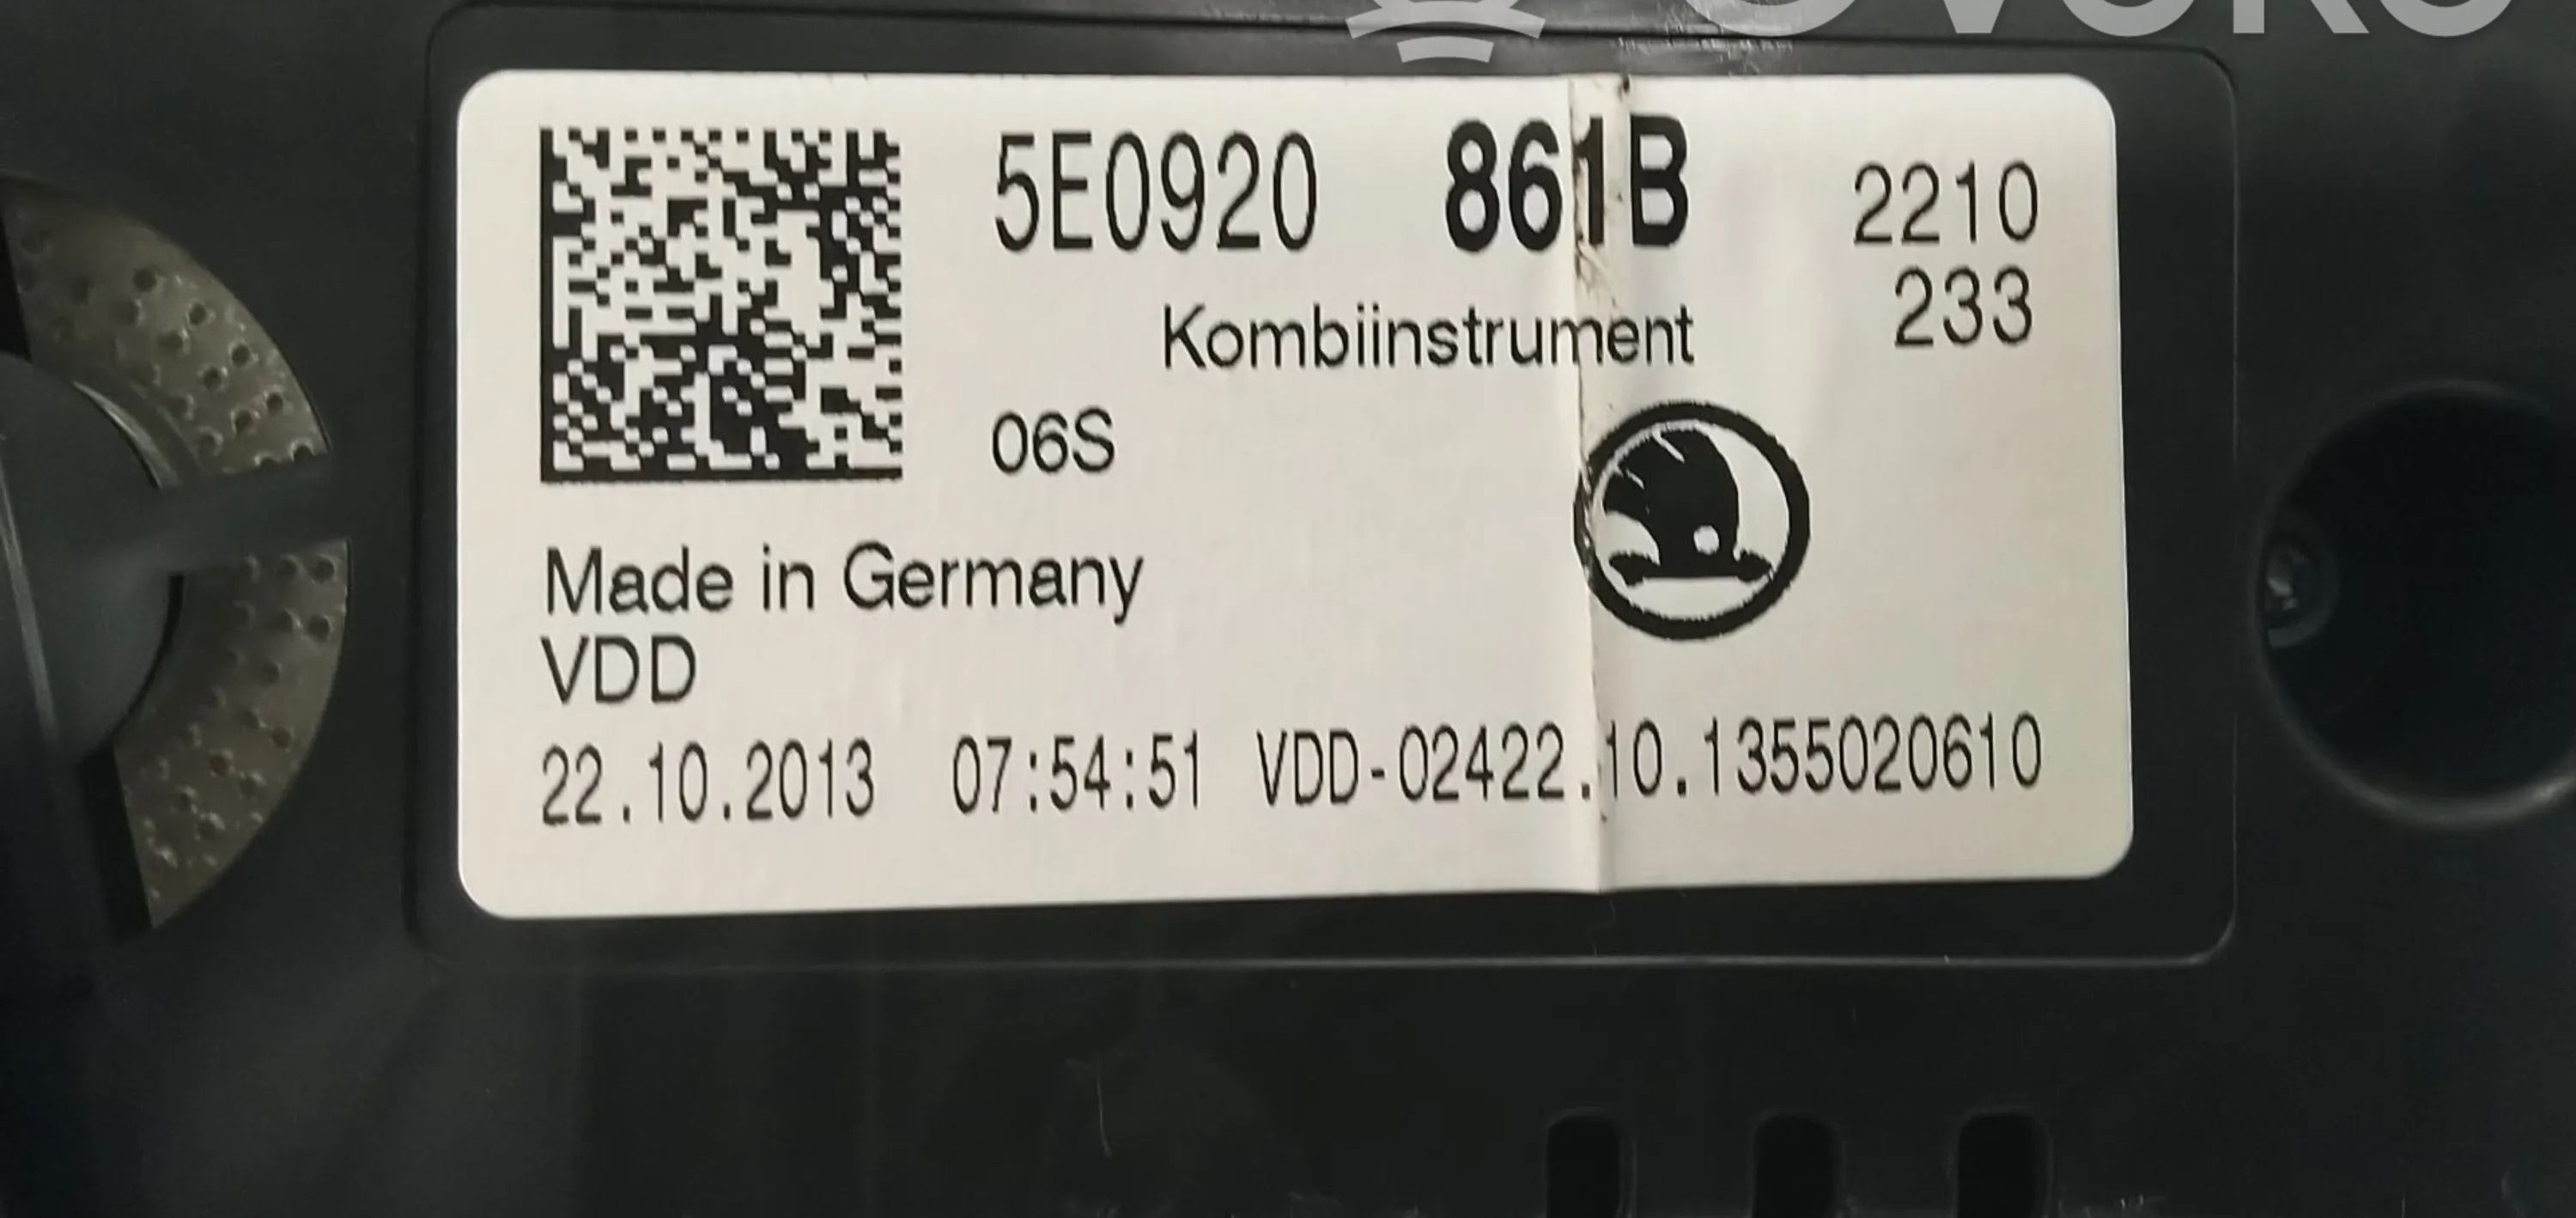 5E0920 861B 2210
233
Kombiinstrument
06S
Made in Germany
VDD
22.10.2013 07:54:51 VDD-02422.10.1355020610